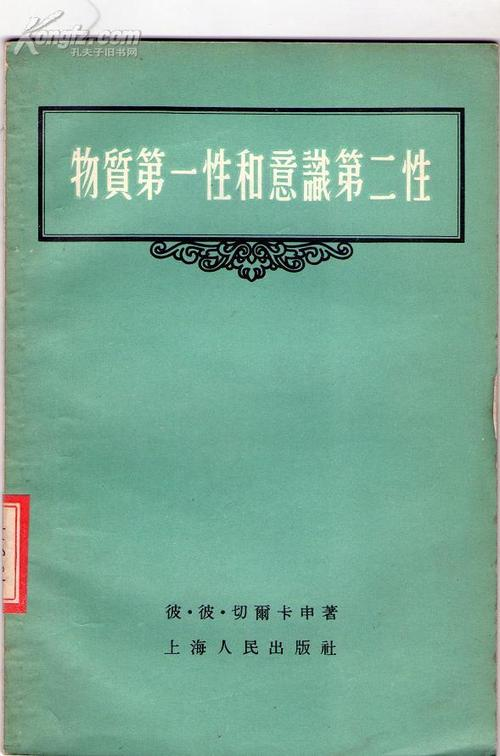 Kongfz.com
孔夫子旧书网
物質第一性和意識第二性
彼·彼·切爾卡申著
上海人民出版社